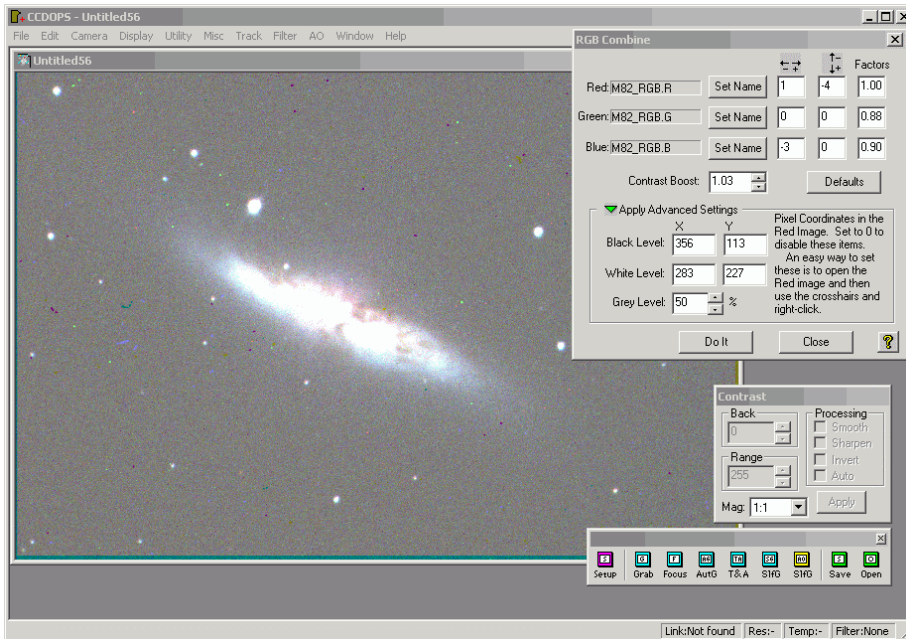 CCDOPS - Untitled56
File Edit Camera Display Utility Misc Track Filter AO Window Help
Untitled56
RGB Combine
Factors
Red: M82_RGB.R Set Name 1 -4 1.00
Green: M82_RGB.G Set Name 0 0 0.88
Blue: M82_RGB.B Set Name -3 0 0.90
Contrast Boost: 1.03 Defaults
Apply Advanced Settings
X Y
Black Level: 356 113
White Level: 283 227
Grey Level: 50 %
Pixel Coordinates in the
Red Image. Set to 0 to
disable these items.
An easy way to set
these is to open the
Red image and then
use the crosshairs and
right-click.
Do It Close ?
Contrast
Back
0
Range
255
Mag: 1:1
Processing
Smooth
Sharpen
Invert
Auto
Apply
Setup Grab Focus AutG T&A SlfG SlfG Save Open
Link:Not found Res:- Temp:- Filter:None